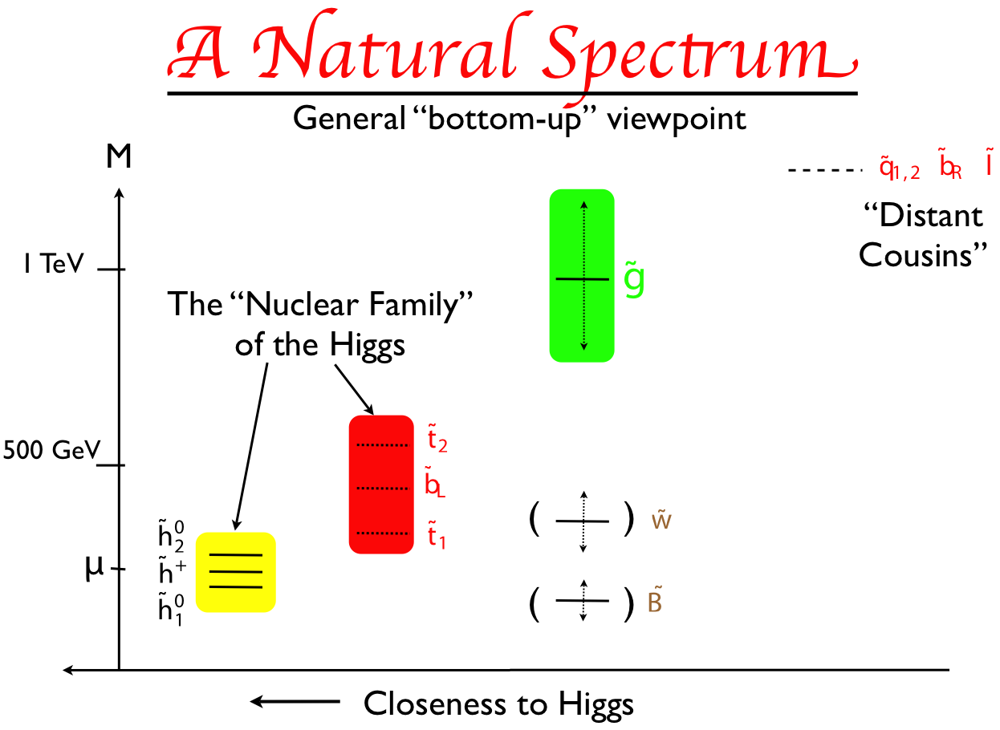 A Natural Spectrum
General “bottom-up” viewpoint
M
q̃1,2 b̃R l̃
“Distant
Cousins”
1 TeV
g̃
The “Nuclear Family”
of the Higgs
500 GeV
t̃2
b̃L
t̃1
( ) w̃
h̃⁰2
μ
h̃⁺
h̃⁰1
( ) B̃
Closeness to Higgs